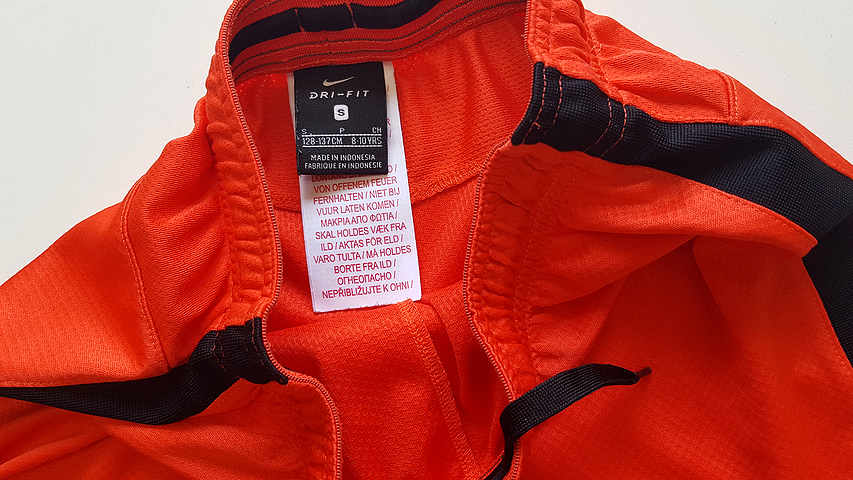 DRI-FIT
S
S P CH
128-137CM 8-10YRS
MADE IN INDONESIA
FABRIQUE EN INDONESIE
VON OFFENEM FEUER
FERNHALTEN / NIET BIJ
VUUR LATEN KOMEN /
ΜΑΚΡΙΑ ΑΠΟ ΦΩΤΙΑ /
SKAL HOLDES VÆK FRA
ILD / AKTAS FÖR ELD /
VARO TULTA / MÅ HOLDES
BORTE FRA ILD /
ОГНЕОПАСНО /
NEPŘIBLIŽUJTE K OHNI /